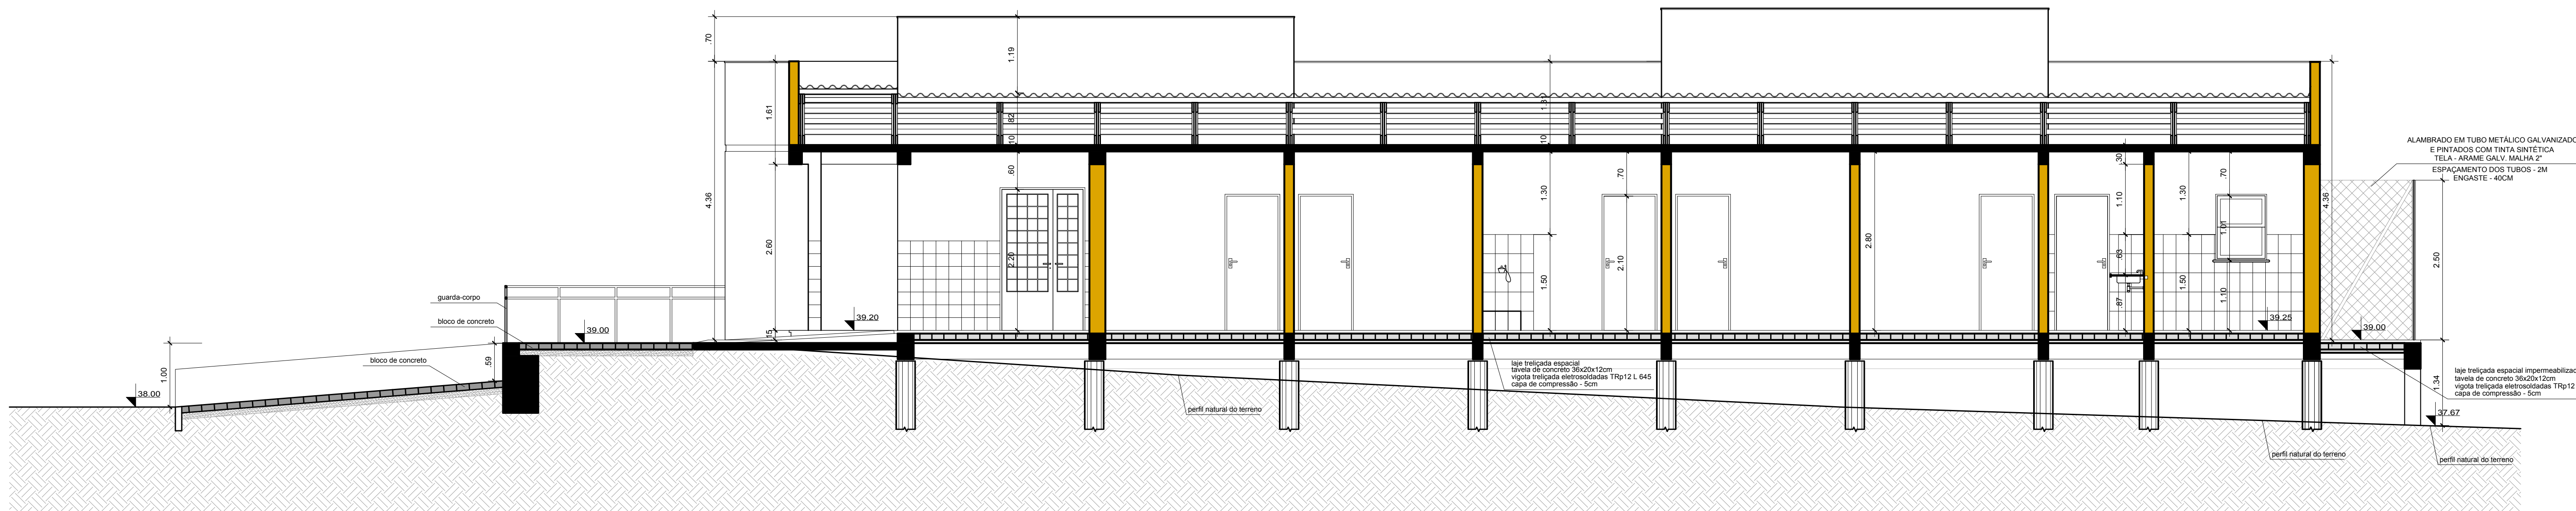 .70
1.19
1.61
.82
.10
1.81
.10
4.36
2.60
.15
.60
2.20
39.20
guarda-corpo
bloco de concreto
39.00
bloco de concreto
.59
1.00
38.00
1.30
1.50
.70
2.10
2.80
.30
1.10
.63
.87
1.30
1.50
.70
1.01
1.10
39.25
4.36
39.00
ALAMBRADO EM TUBO METÁLICO GALVANIZADO
E PINTADOS COM TINTA SINTÉTICA
TELA - ARAME GALV. MALHA 2"
ESPAÇAMENTO DOS TUBOS - 2M
ENGASTE - 40CM
2.50
1.34
37.67
laje treliçada espacial
tavela de concreto 36x20x12cm
vigota treliçada eletrosoldadas TRp12 L 645
capa de compressão - 5cm
laje treliçada espacial impermeabilizad
tavela de concreto 36x20x12cm
vigota treliçada eletrosoldadas TRp12
capa de compressão - 5cm
perfil natural do terreno
perfil natural do terreno
perfil natural do terreno